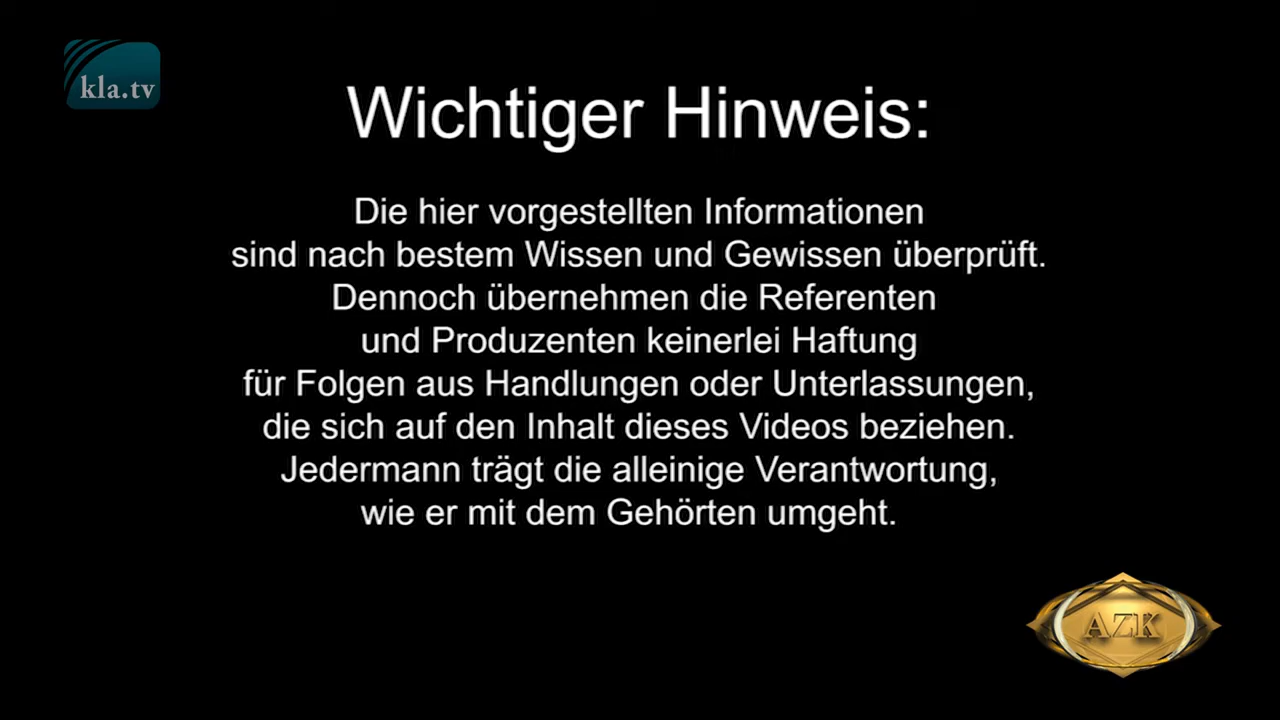 kla.tv
Wichtiger Hinweis:
Die hier vorgestellten Informationen
sind nach bestem Wissen und Gewissen überprüft.
Dennoch übernehmen die Referenten
und Produzenten keinerlei Haftung
für Folgen aus Handlungen oder Unterlassungen,
die sich auf den Inhalt dieses Videos beziehen.
Jedermann trägt die alleinige Verantwortung,
wie er mit dem Gehörten umgeht.
AZK